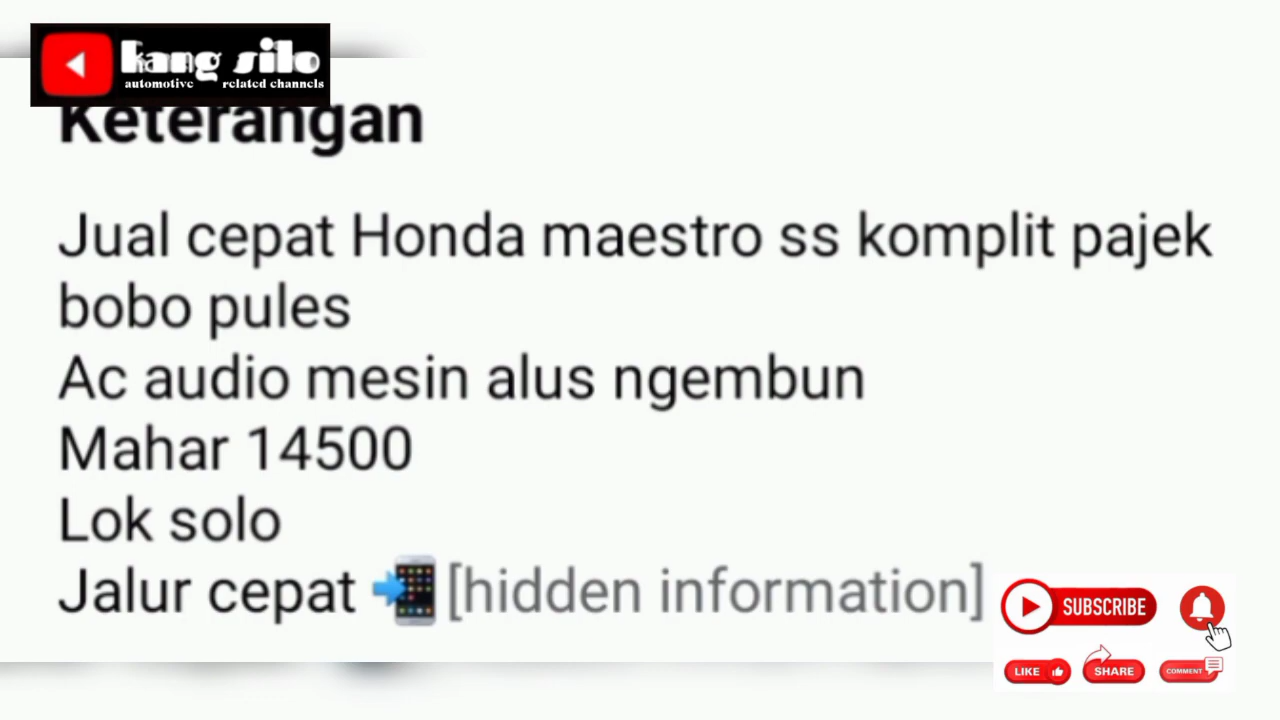 kang silo
automotive related channels
Keterangan
Jual cepat Honda maestro ss komplit pajek
bobo pules
Ac audio mesin alus ngembun
Mahar 14500
Lok solo
Jalur cepat [hidden information]
SUBSCRIBE
LIKE SHARE COMMENT